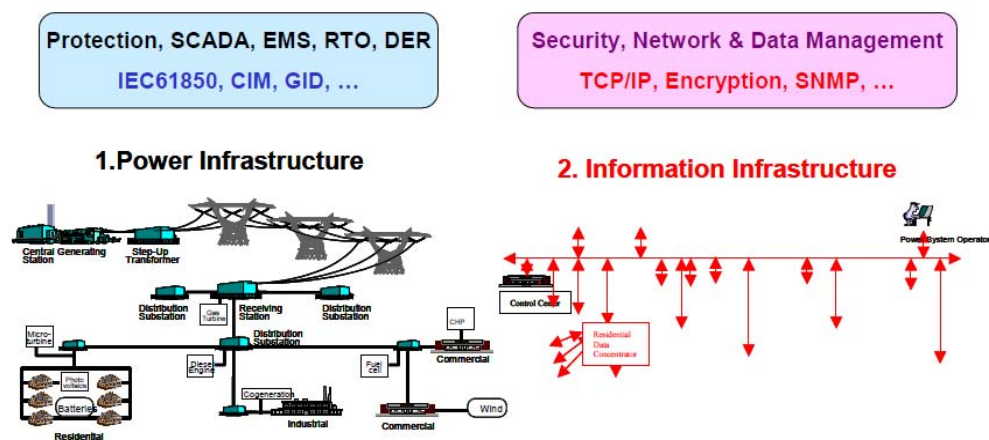 Protection, SCADA, EMS, RTO, DER
IEC61850, CIM, GID, ...
Security, Network & Data Management
TCP/IP, Encryption, SNMP, ...
1.Power Infrastructure
2. Information Infrastructure
Central Generating
Station
Step-Up
Transformer
Distribution
Substation
Gas
Turbine
Receiving
Station
Distribution
Substation
Distribution
Substation
Micro-
turbine
Diesel
Engine
Fuel
cell
CHP
Commercial
Photo
voltaics
Batteries
Residential
Cogeneration
Industrial
Commercial
Wind
Power System Operator
Control Center
Residential
Data
Concentrator